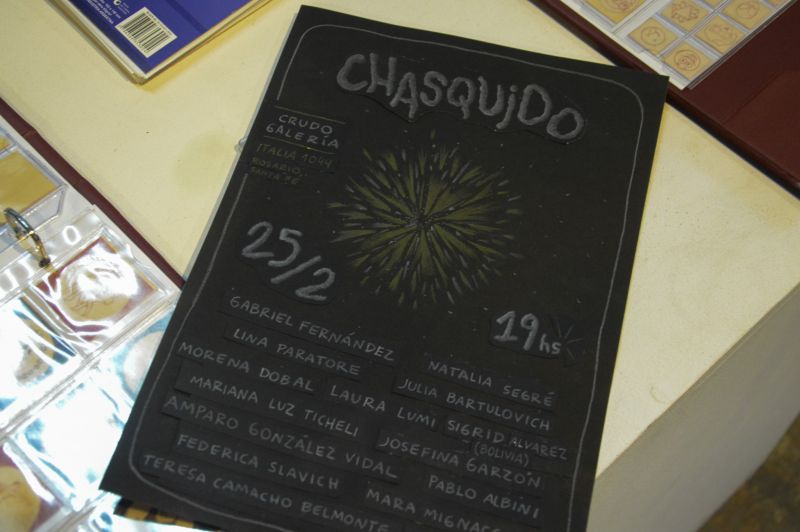 CHASQUiDO
CRUDO
GALERÍA
ITALIA 1044
ROSARIO,
SANTA FE
25/2
19hs
GABRIEL FERNÁNDEZ
LINA PARATORE
NATALIA SEGRÉ
MORENA DOBAL
LAURA LUMI
JULIA BARTULOVICH
MARIANA LUZ TICHELI
SIGRID ALVAREZ
(BOLIVIA)
AMPARO GONZÁLEZ VIDAL
JOSEFINA GARZÓN
FEDERICA SLAVICH
PABLO ALBINI
TERESA CAMACHO BELMONTE
MARA